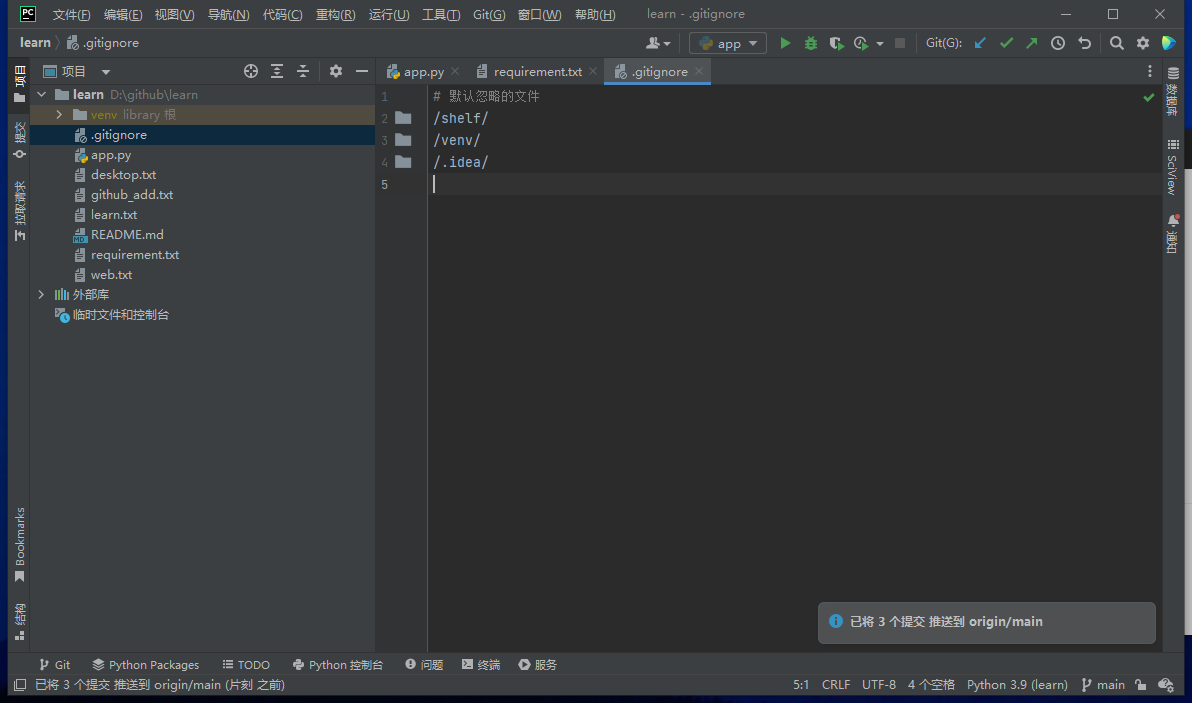 PC 文件(F) 编辑(E) 视图(V) 导航(N) 代码(C) 重构(R) 运行(U) 工具(T) Git(G) 窗口(W) 帮助(H) learn - .gitignore
learn .gitignore app Git(G):
项目 app.py requirement.txt .gitignore
learn D:\github\learn
venv library 根
.gitignore
app.py
desktop.txt
github_add.txt
learn.txt
README.md
requirement.txt
web.txt
外部库
临时文件和控制台
1 # 默认忽略的文件
2 /shelf/
3 /venv/
4 /.idea/
5
项目
提交
拉取请求
Bookmarks
结构
数据库
SciView
通知
已将 3 个提交 推送到 origin/main
Git Python Packages TODO Python 控制台 问题 终端 服务
已将 3 个提交 推送到 origin/main (片刻 之前) 5:1 CRLF UTF-8 4 个空格 Python 3.9 (learn) main